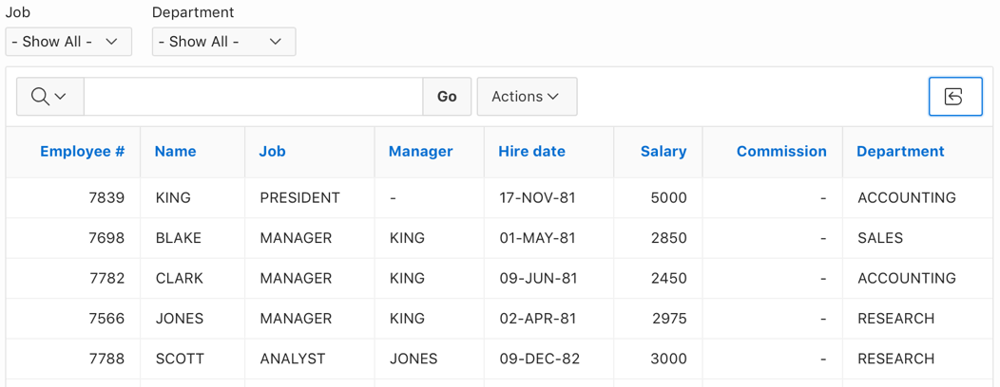 Job Department
- Show All - - Show All -
Go Actions
Employee # Name Job Manager Hire date Salary Commission Department
7839 KING PRESIDENT - 17-NOV-81 5000 - ACCOUNTING
7698 BLAKE MANAGER KING 01-MAY-81 2850 - SALES
7782 CLARK MANAGER KING 09-JUN-81 2450 - ACCOUNTING
7566 JONES MANAGER KING 02-APR-81 2975 - RESEARCH
7788 SCOTT ANALYST JONES 09-DEC-82 3000 - RESEARCH